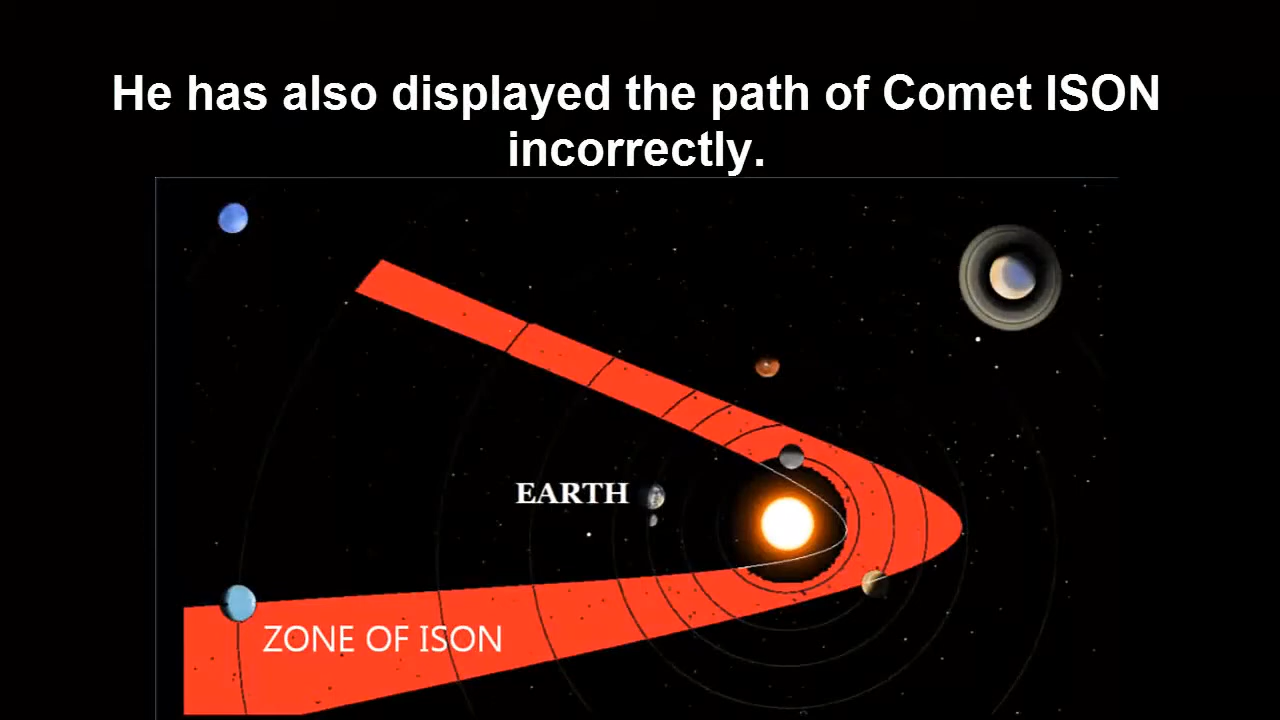 He has also displayed the path of Comet ISON
incorrectly.
EARTH
ZONE OF ISON